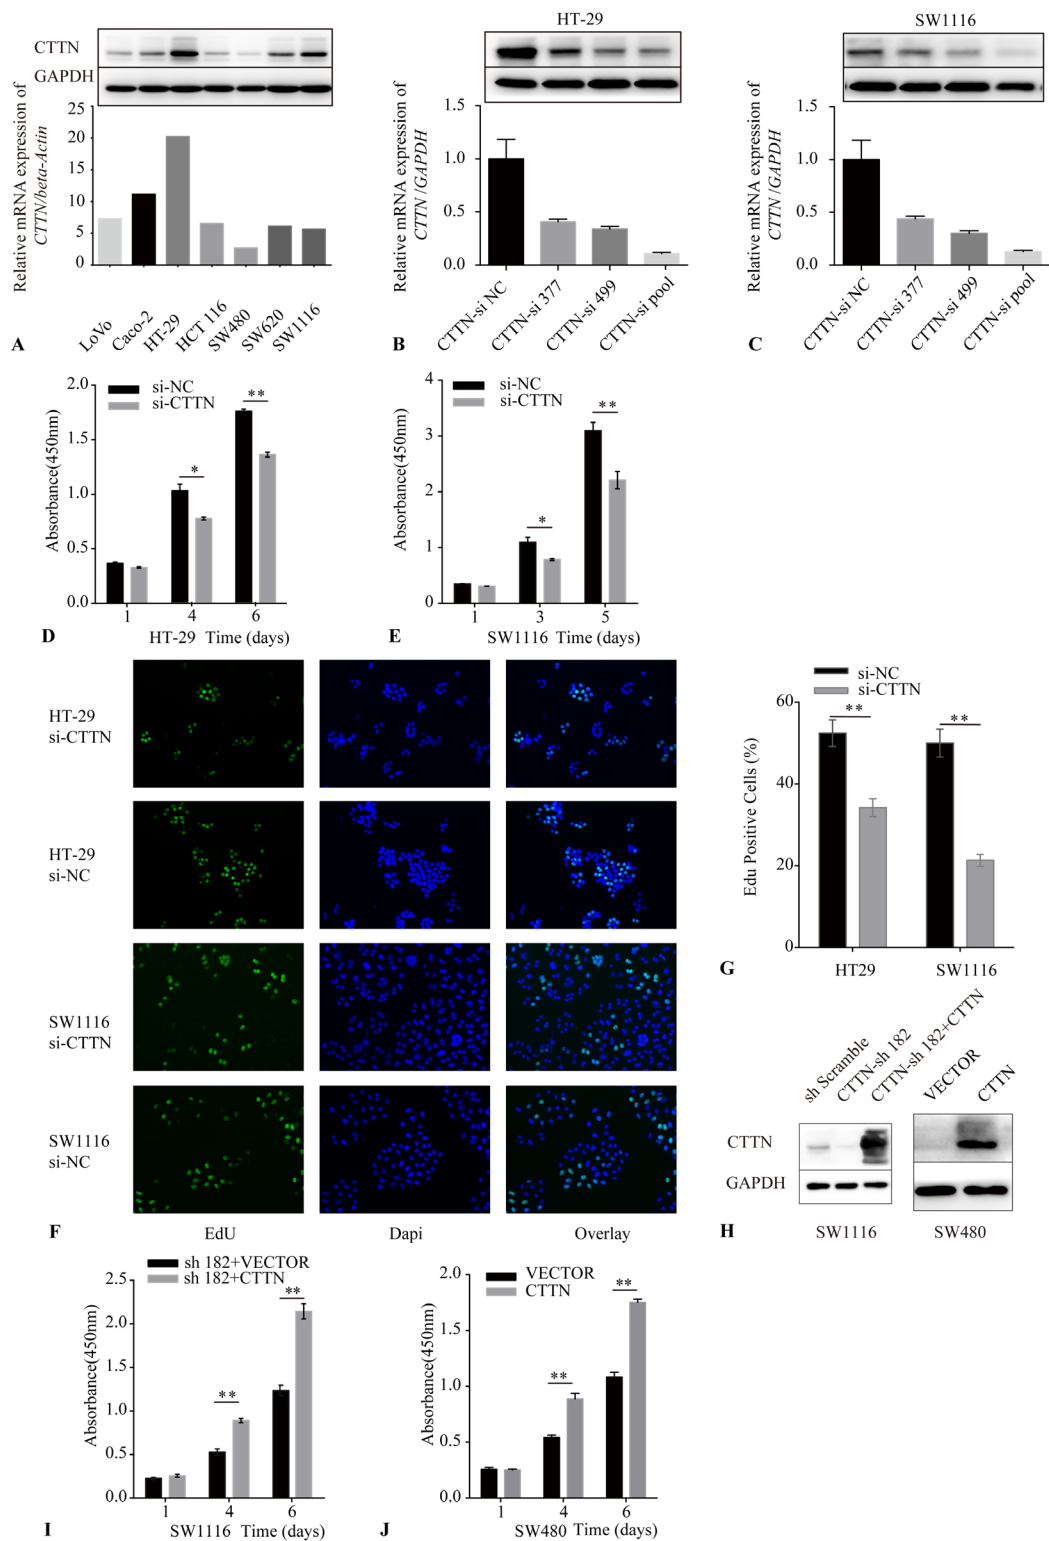 CTTN
GAPDH
Relative mRNA expression of
CTTN/beta-Actin
25
20
15
10
5
0
LoVo
Caco-2
HT-29
HCT 116
SW480
SW620
SW1116
A
HT-29
Relative mRNA expression of
CTTN/GAPDH
1.5
1.0
0.5
0.0
CTTN-si NC
CTTN-si 377
CTTN-si 499
CTTN-si pool
B
SW1116
Relative mRNA expression of
CTTN/GAPDH
1.5
1.0
0.5
0.0
CTTN-si NC
CTTN-si 377
CTTN-si 499
CTTN-si pool
C
si-NC
si-CTTN
Absorbance(450nm)
2.0
1.5
1.0
0.5
0.0
*
**
1 4 6
D
HT-29 Time (days)
si-NC
si-CTTN
Absorbance(450nm)
4
3
2
1
0
*
**
1 3 5
E
SW1116 Time (days)
HT-29
si-CTTN
HT-29
si-NC
SW1116
si-CTTN
SW1116
si-NC
F
EdU Dapi Overlay
si-NC
si-CTTN
Edu Positive Cells (%)
60
40
20
0
**
**
HT29 SW1116
G
sh Scramble
CTTN-sh 182
CTTN-sh 182+CTTN
VECTOR
CTTN
CTTN
GAPDH
H
SW1116 SW480
sh 182+VECTOR
sh 182+CTTN
Absorbance(450nm)
2.5
2.0
1.5
1.0
0.5
0.0
**
**
1 4 6
I
SW1116 Time (days)
VECTOR
CTTN
Absorbance(450nm)
2.0
1.5
1.0
0.5
0.0
**
**
1 4 6
J
SW480 Time (days)